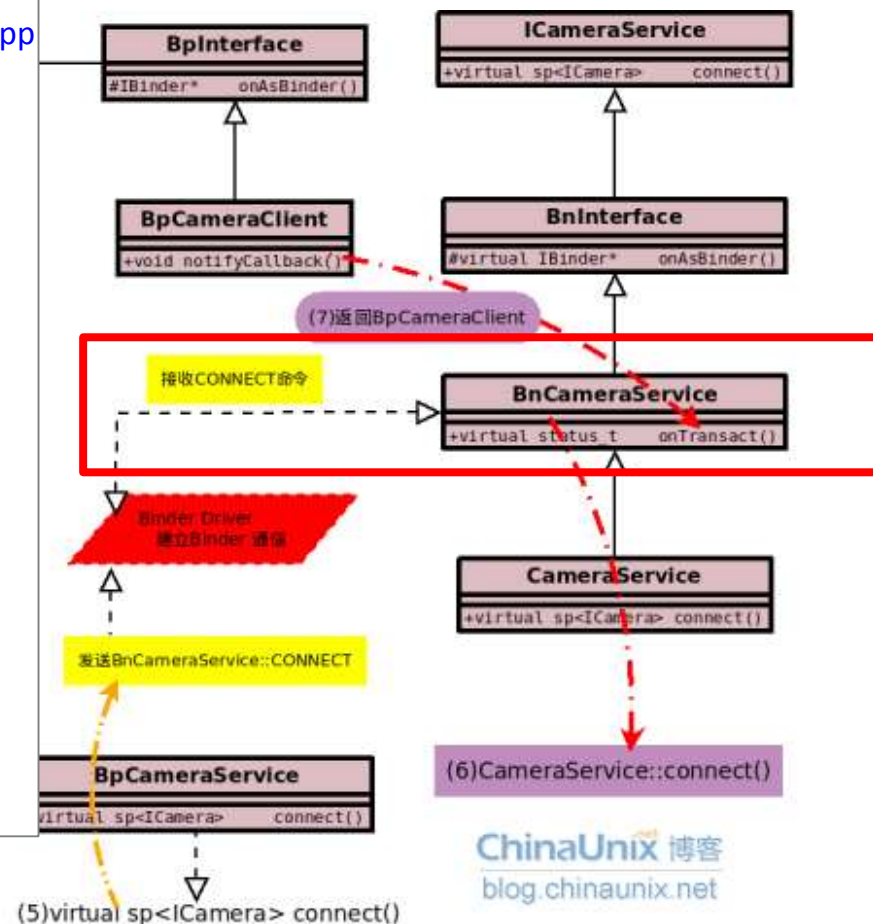 pp
BpInterface
#IBinder* onAsBinder()
ICameraService
+virtual sp<ICamera> connect()
BpCameraClient
+void notifyCallback()
BnInterface
#virtual IBinder* onAsBinder()
(7)返回BpCameraClient
接收CONNECT命令
BnCameraService
+virtual status_t onTransact()
Binder Driver
建立Binder 通信
CameraService
+virtual sp<ICamera> connect()
发送BnCameraService::CONNECT
BpCameraService
virtual sp<ICamera> connect()
(6)CameraService::connect()
(5)virtual sp<ICamera> connect()
ChinaUnix 博客
.net
blog.chinaunix.net